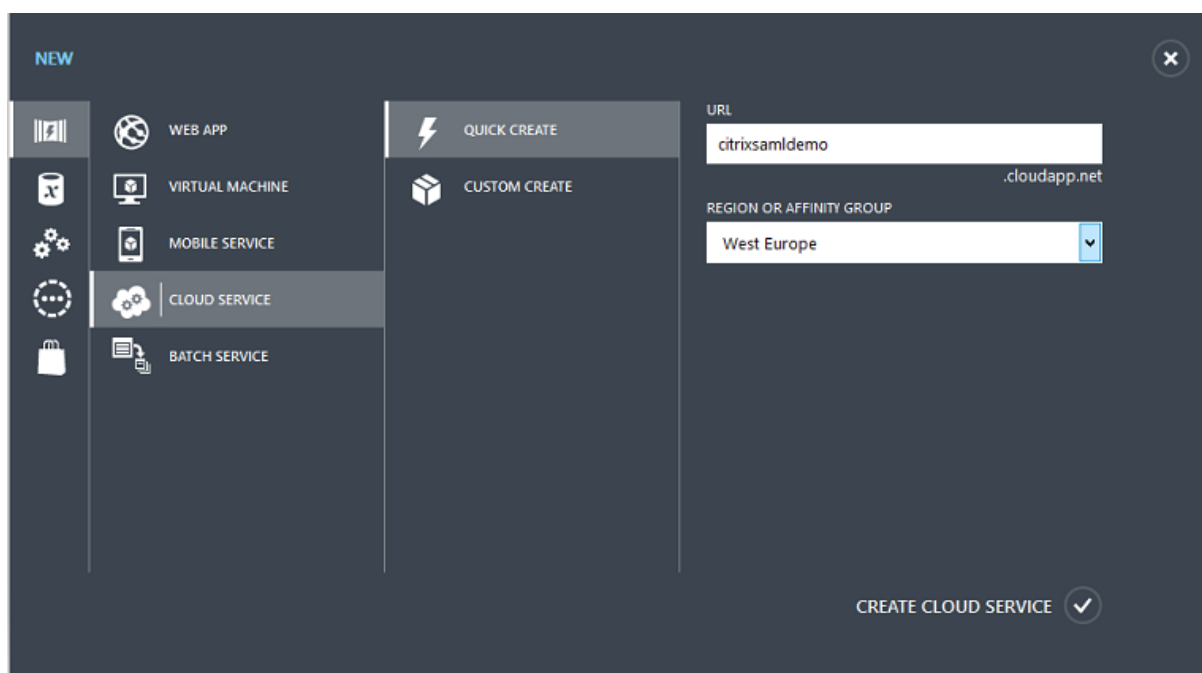 NEW
WEB APP
VIRTUAL MACHINE
MOBILE SERVICE
CLOUD SERVICE
BATCH SERVICE
QUICK CREATE
CUSTOM CREATE
URL
citrixsamldemo
.cloudapp.net
REGION OR AFFINITY GROUP
West Europe
CREATE CLOUD SERVICE